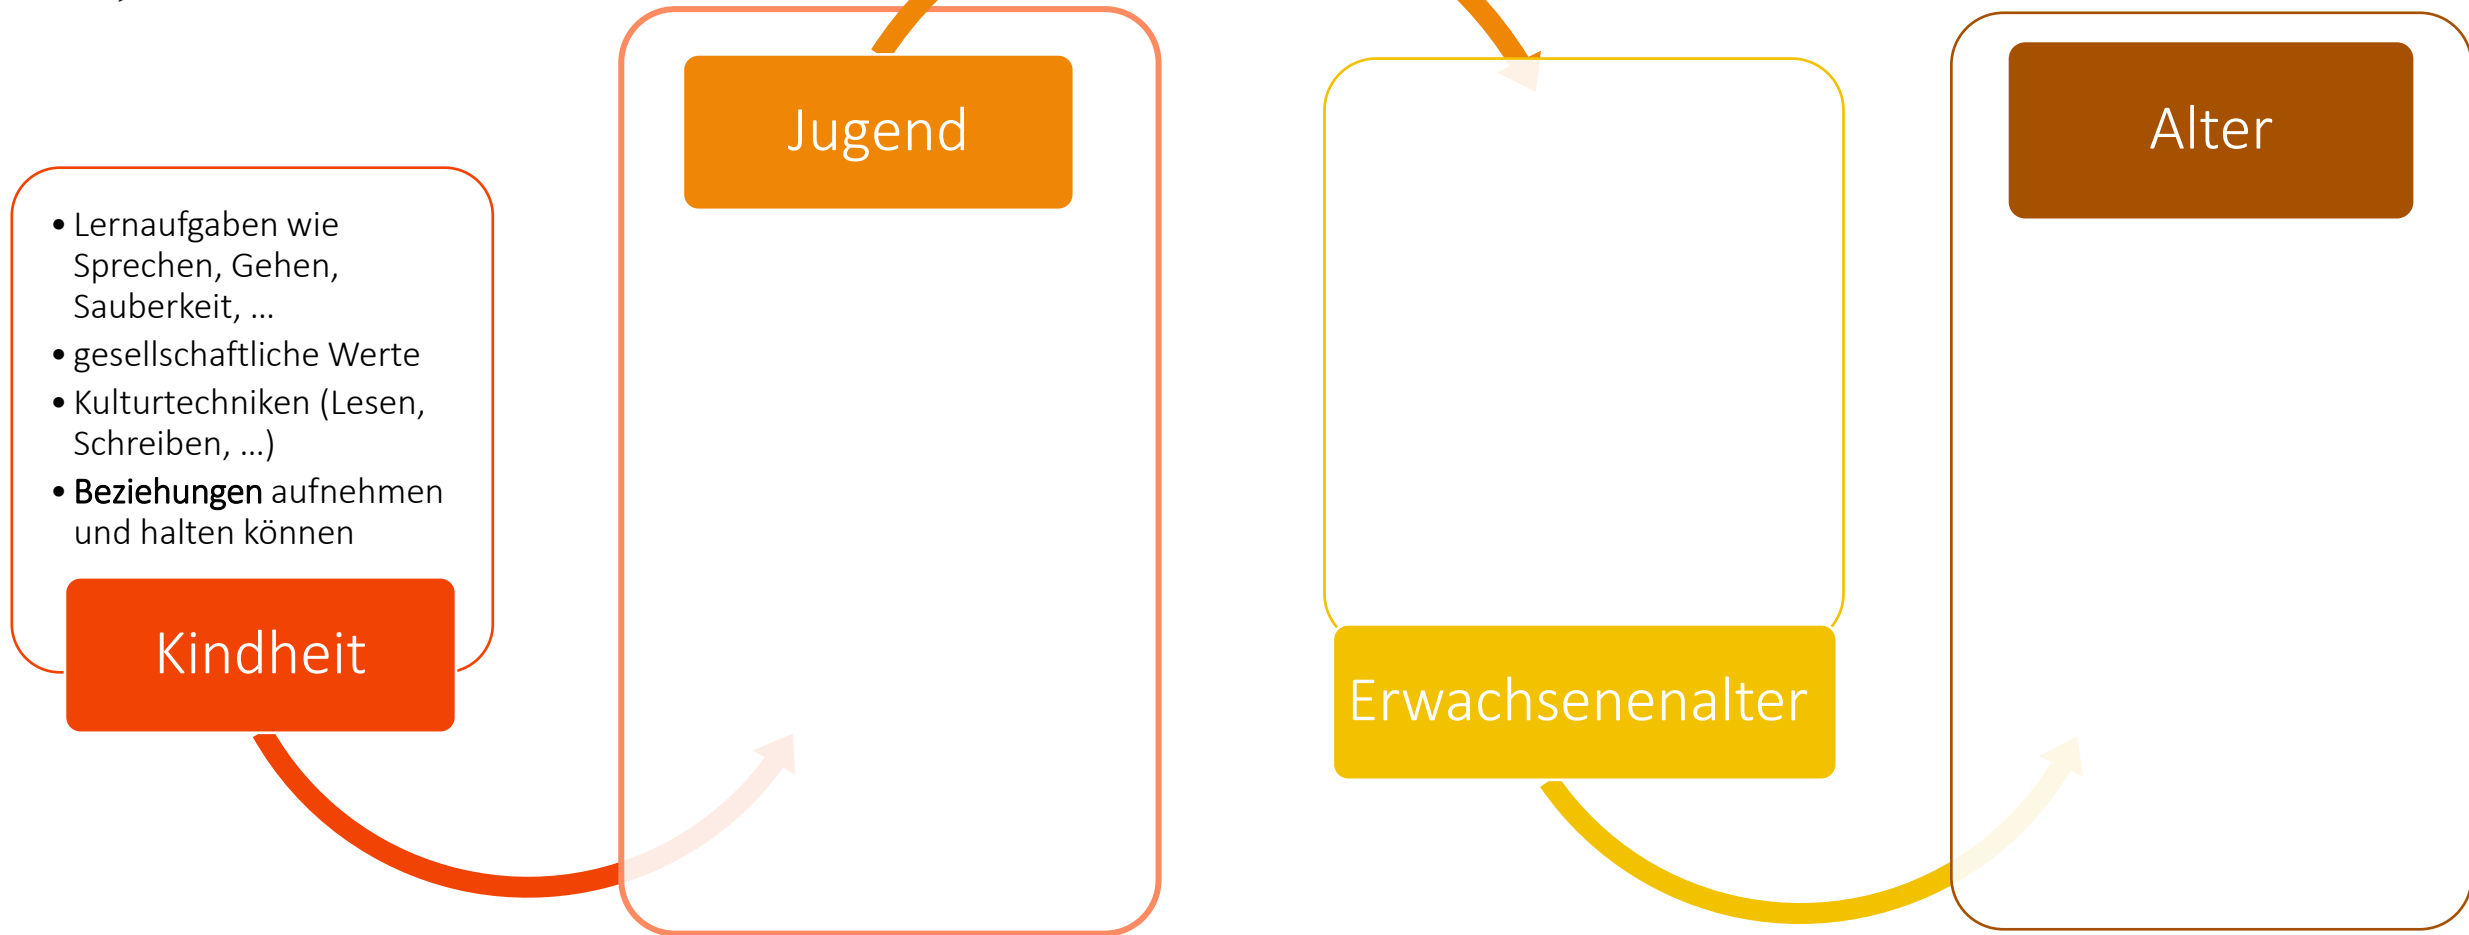 Jugend
Alter
• Lernaufgaben wie
Sprechen, Gehen,
Sauberkeit, ...
• gesellschaftliche Werte
• Kulturtechniken (Lesen,
Schreiben, ...)
• Beziehungen aufnehmen
und halten können
Kindheit
Erwachsenenalter